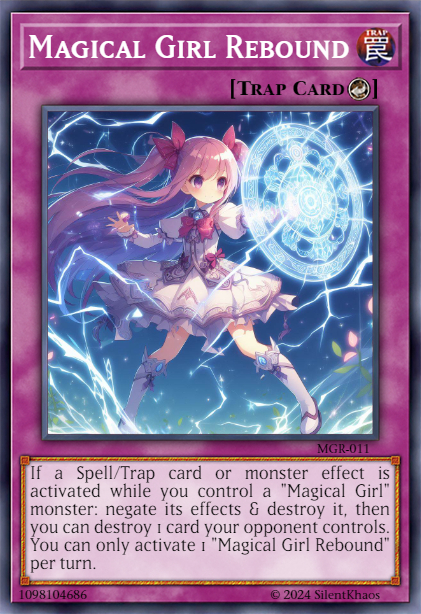 Magical Girl Rebound
TRAP
罠
[Trap Card]
MGR-011
If a Spell/Trap card or monster effect is
activated while you control a "Magical Girl"
monster: negate its effects & destroy it, then
you can destroy 1 card your opponent controls.
You can only activate 1 "Magical Girl Rebound"
per turn.
1098104686
© 2024 SilentKhaos